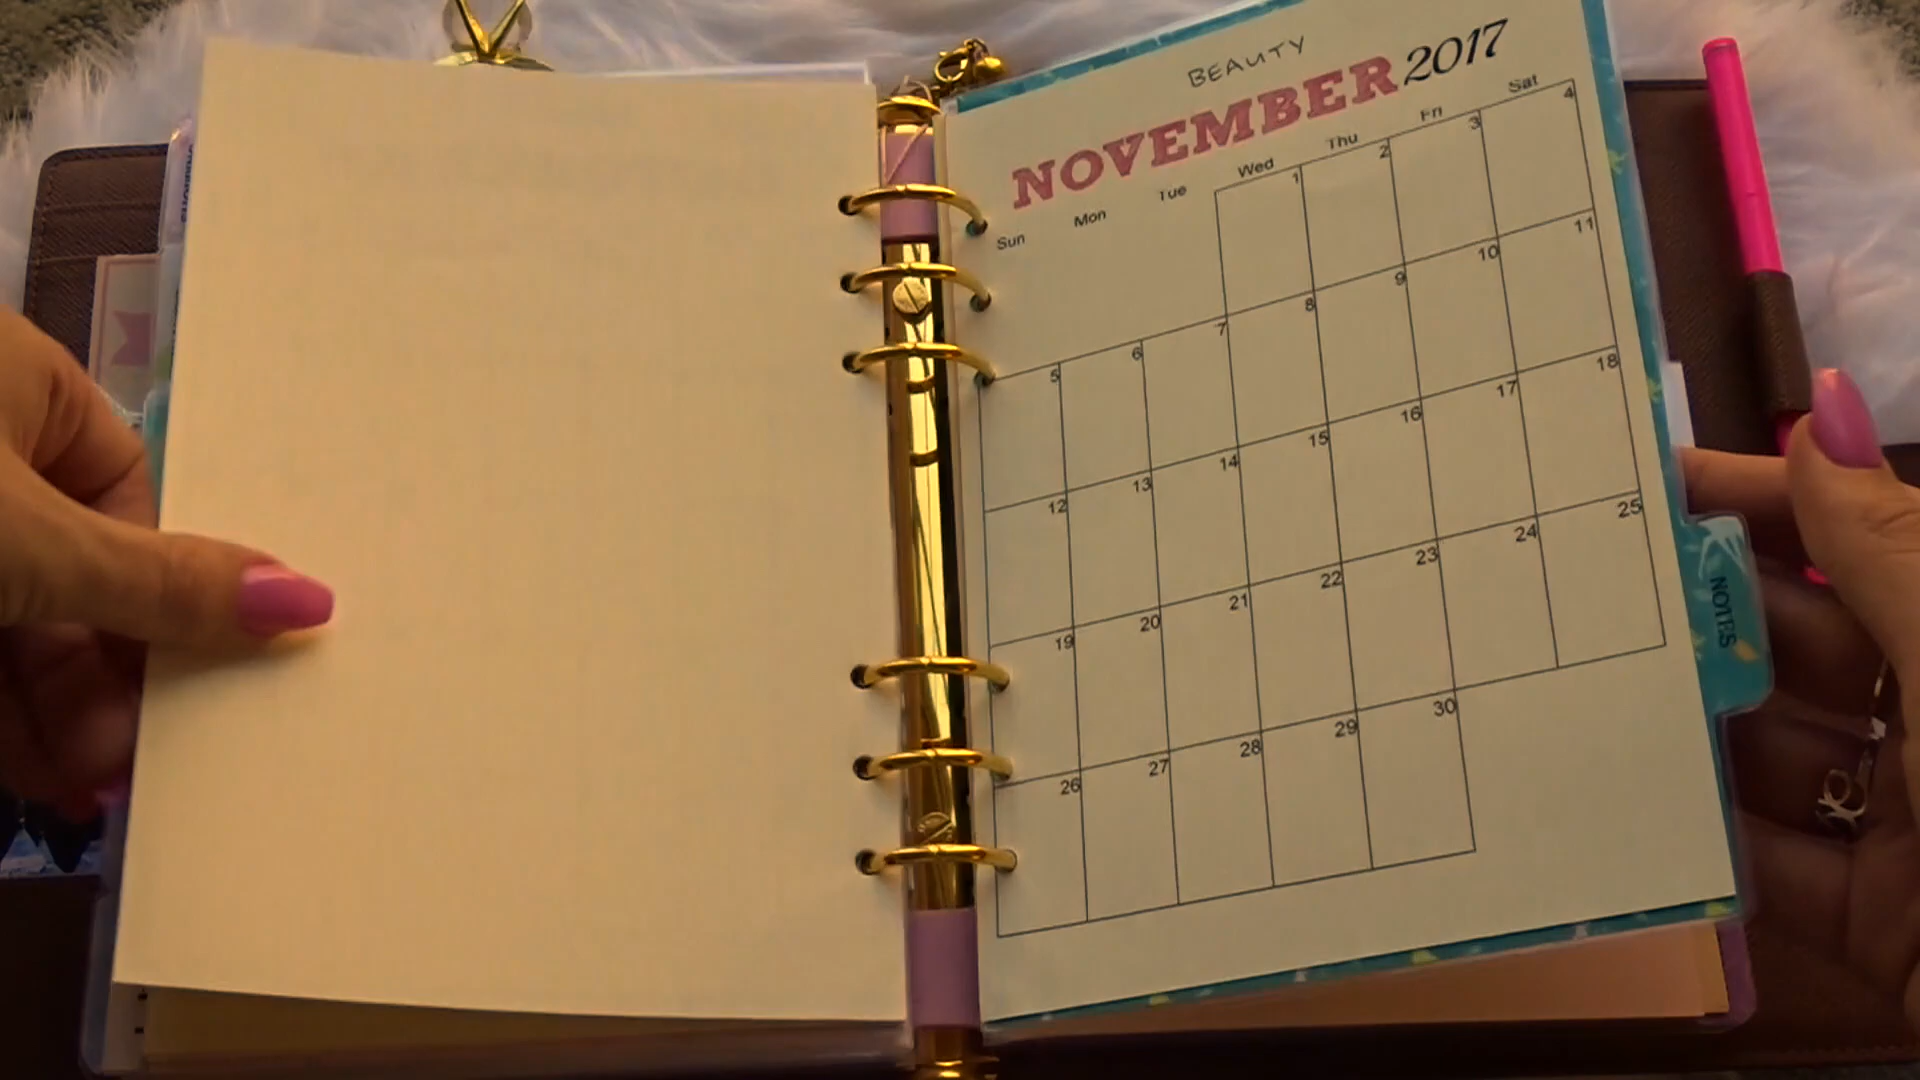 BEAUTY
NOVEMBER 2017
Sun Mon Tue Wed Thu Fri Sat
1 2 3 4
5 6 7 8 9 10 11
12 13 14 15 16 17 18
19 20 21 22 23 24 25
26 27 28 29 30
NOTES